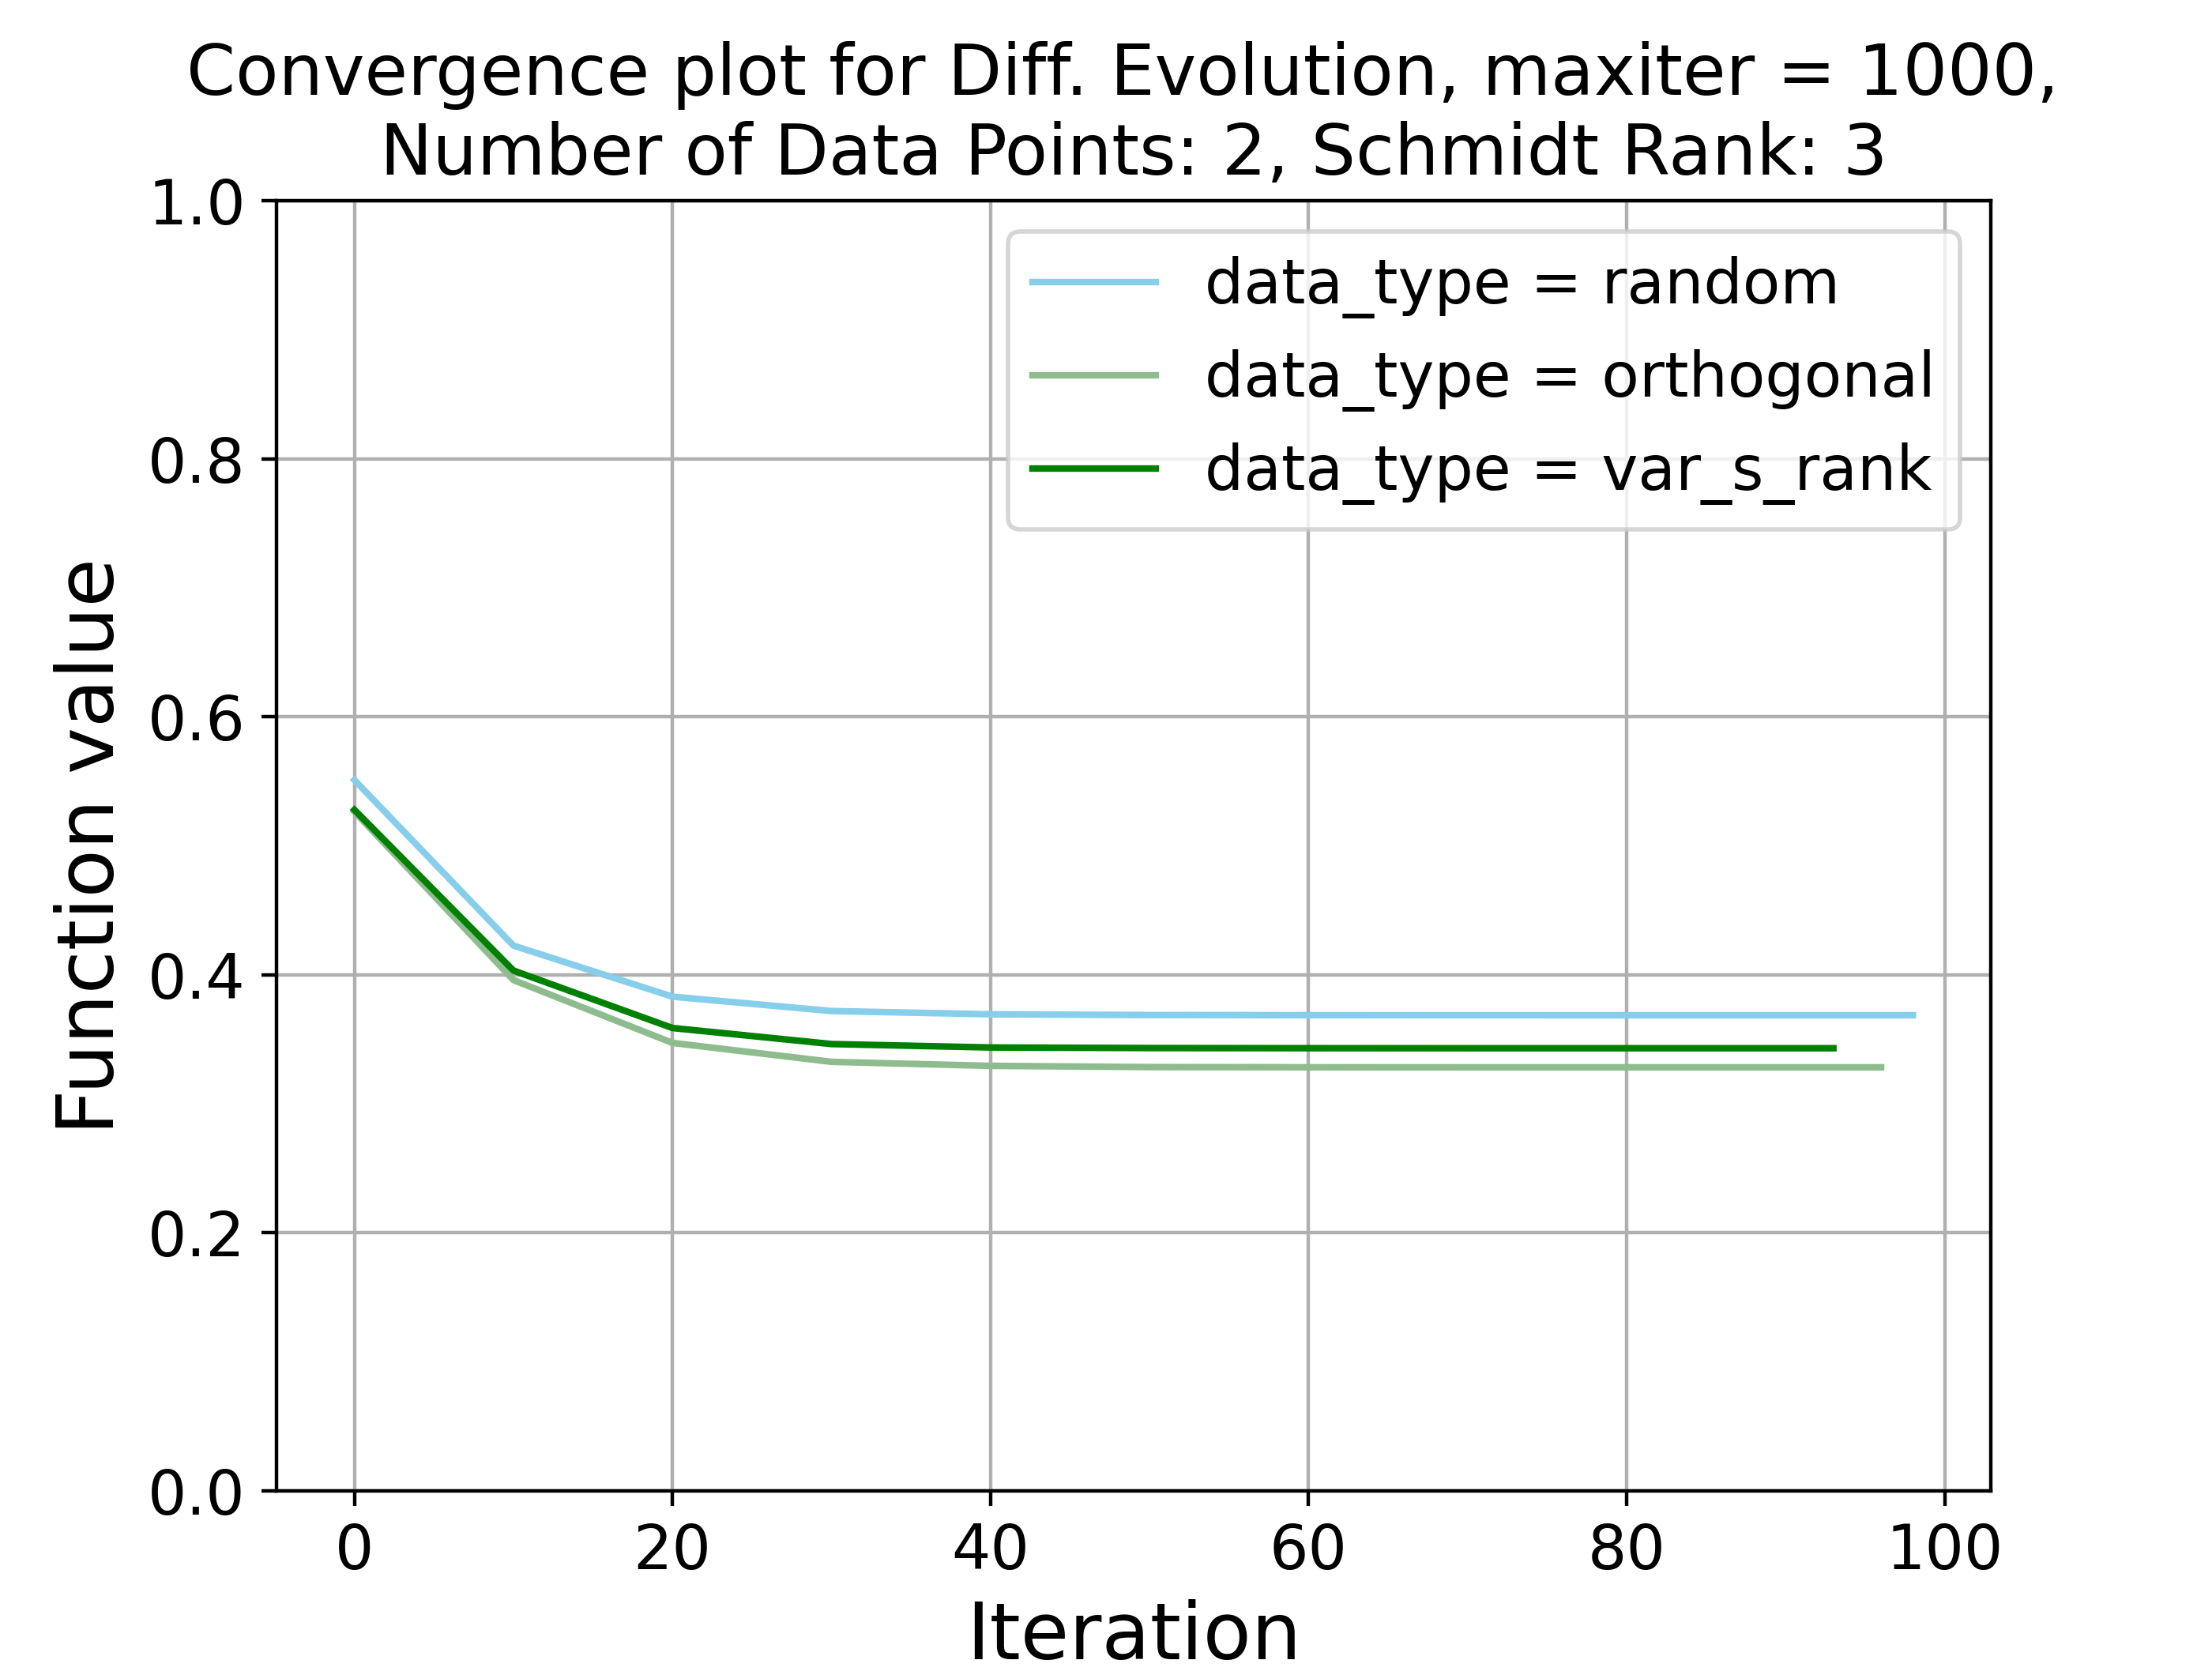 Convergence plot for Diff. Evolution, maxiter = 1000,
Number of Data Points: 2, Schmidt Rank: 3
1.0
0.8
0.6
0.4
0.2
0.0
Function value
data_type = random
data_type = orthogonal
data_type = var_s_rank
0 20 40 60 80 100
Iteration